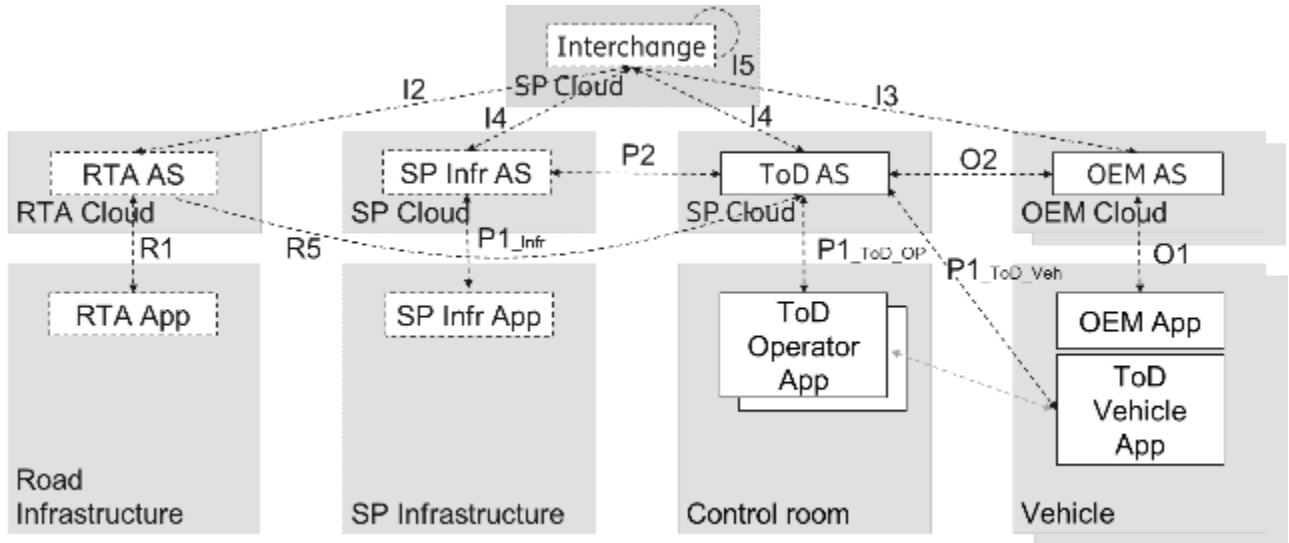 Interchange
I5
SP Cloud
I2
I4
I4
I3
RTA AS
SP Infr AS
P2
ToD AS
O2
OEM AS
RTA Cloud
SP Cloud
SP Cloud
OEM Cloud
R1
R5
P1_Infr
P1_ToD_OP
P1_ToD_Veh
O1
RTA App
SP Infr App
ToD
Operator
App
OEM App
ToD
Vehicle
App
Road
Infrastructure
SP Infrastructure
Control room
Vehicle